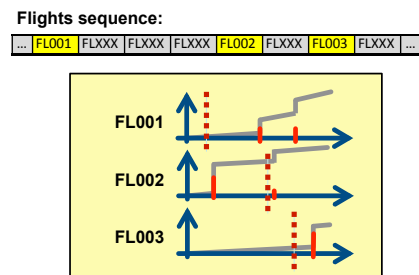 Flights sequence:
... FL001 FLXXX FLXXX FLXXX FL002 FLXXX FL003 FLXXX ...
FL001
FL002
FL003